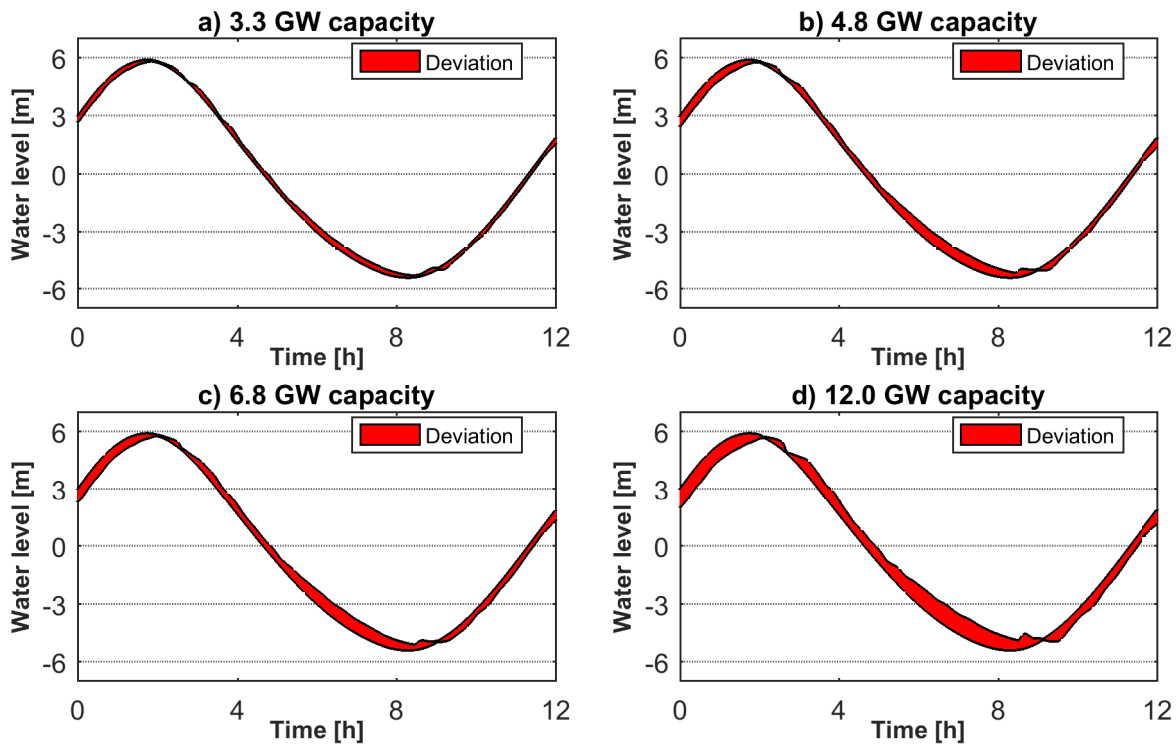 a) 3.3 GW capacity
Deviation
6
3
0
-3
-6
Water level [m]
0 4 8 12
Time [h]
b) 4.8 GW capacity
Deviation
6
3
0
-3
-6
Water level [m]
0 4 8 12
Time [h]
c) 6.8 GW capacity
Deviation
6
3
0
-3
-6
Water level [m]
0 4 8 12
Time [h]
d) 12.0 GW capacity
Deviation
6
3
0
-3
-6
Water level [m]
0 4 8 12
Time [h]